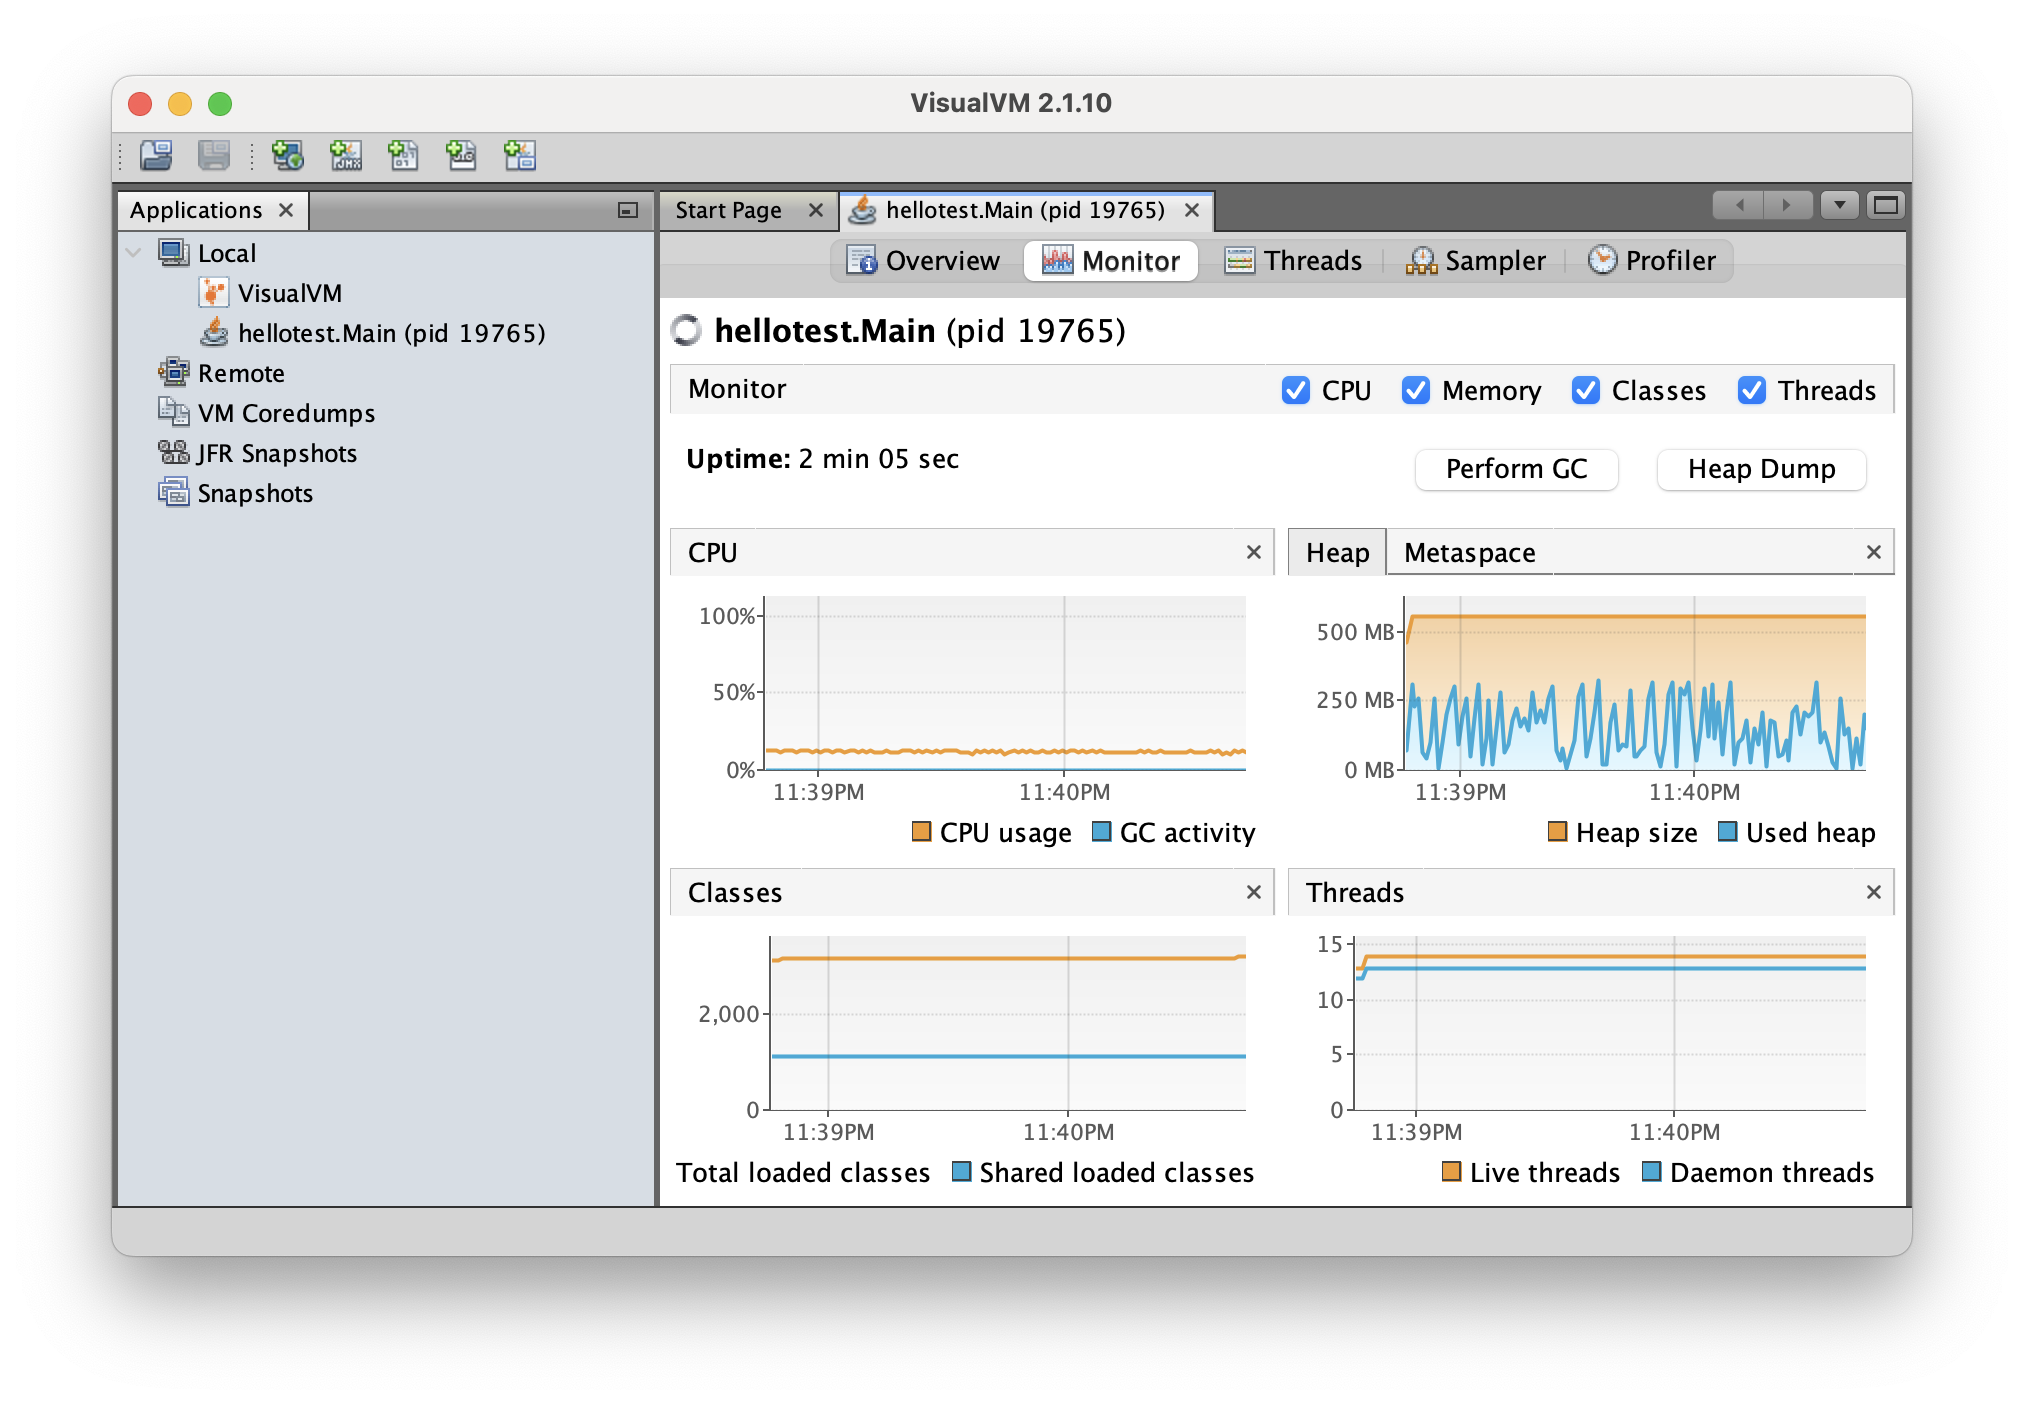 VisualVM 2.1.10
Applications
Local
VisualVM
hellotest.Main (pid 19765)
Remote
VM Coredumps
JFR Snapshots
Snapshots
Start Page
hellotest.Main (pid 19765)
Overview
Monitor
Threads
Sampler
Profiler
hellotest.Main (pid 19765)
Monitor
CPU
Memory
Classes
Threads
Uptime: 2 min 05 sec
Perform GC
Heap Dump
CPU
100%
50%
0%
11:39PM
11:40PM
CPU usage
GC activity
Heap
Metaspace
500 MB
250 MB
0 MB
11:39PM
11:40PM
Heap size
Used heap
Classes
2,000
0
11:39PM
11:40PM
Total loaded classes
Shared loaded classes
Threads
15
10
5
0
11:39PM
11:40PM
Live threads
Daemon threads